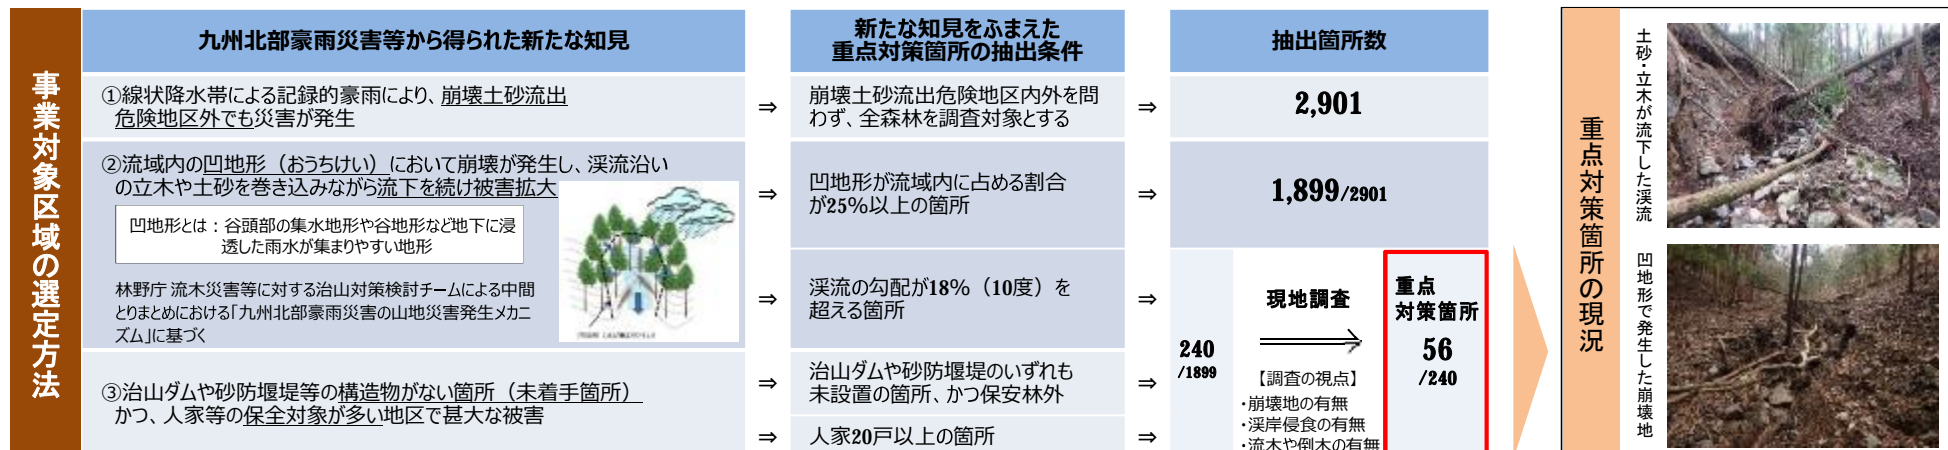 事業対象区域の選定方法
九州北部豪雨災害等から得られた新たな知見
新たな知見をふまえた
重点対策箇所の抽出条件
抽出箇所数
①線状降水帯による記録的豪雨により、崩壊土砂流出
危険地区外でも災害が発生
⇒
崩壊土砂流出危険地区内外を問
わず、全森林を調査対象とする
⇒
2,901
②流域内の凹地形（おうちけい）において崩壊が発生し、渓流沿い
の立木や土砂を巻き込みながら流下を続け被害拡大
凹地形とは：谷頭部の集水地形や谷地形など地下に浸
透した雨水が集まりやすい地形
林野庁 流木災害等に対する治山対策検討チームによる中間
とりまとめにおける「九州北部豪雨災害の山地災害発生メカニ
ズム」に基づく
⇒
凹地形が流域内に占める割合
が25%以上の箇所
⇒
1,899/2901
⇒
渓流の勾配が18%（10度）を
超える箇所
⇒
③治山ダムや砂防堰堤等の構造物がない箇所（未着手箇所）
かつ、人家等の保全対象が多い地区で甚大な被害
⇒
治山ダムや砂防堰堤のいずれも
未設置の箇所、かつ保安林外
⇒
⇒
人家20戸以上の箇所
⇒
240
/1899
現地調査
【調査の視点】
・崩壊地の有無
・渓岸侵食の有無
・流木や倒木の有無
重点
対策箇所
56
/240
重点対策箇所の現況
土砂・立木が流下した渓流
凹地形で発生した崩壊地